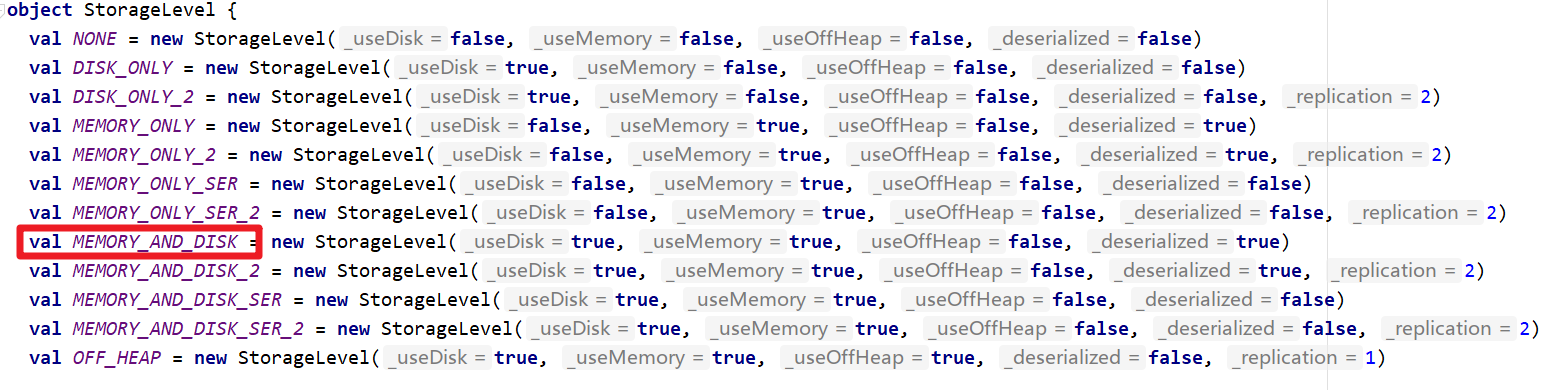 object StorageLevel {
val NONE = new StorageLevel( _useDisk = false, _useMemory = false, _useOffHeap = false, _deserialized = false)
val DISK_ONLY = new StorageLevel( _useDisk = true, _useMemory = false, _useOffHeap = false, _deserialized = false)
val DISK_ONLY_2 = new StorageLevel( _useDisk = true, _useMemory = false, _useOffHeap = false, _deserialized = false, _replication = 2)
val MEMORY_ONLY = new StorageLevel( _useDisk = false, _useMemory = true, _useOffHeap = false, _deserialized = true)
val MEMORY_ONLY_2 = new StorageLevel( _useDisk = false, _useMemory = true, _useOffHeap = false, _deserialized = true, _replication = 2)
val MEMORY_ONLY_SER = new StorageLevel( _useDisk = false, _useMemory = true, _useOffHeap = false, _deserialized = false)
val MEMORY_ONLY_SER_2 = new StorageLevel( _useDisk = false, _useMemory = true, _useOffHeap = false, _deserialized = false, _replication = 2)
val MEMORY_AND_DISK = new StorageLevel( _useDisk = true, _useMemory = true, _useOffHeap = false, _deserialized = true)
val MEMORY_AND_DISK_2 = new StorageLevel( _useDisk = true, _useMemory = true, _useOffHeap = false, _deserialized = true, _replication = 2)
val MEMORY_AND_DISK_SER = new StorageLevel( _useDisk = true, _useMemory = true, _useOffHeap = false, _deserialized = false)
val MEMORY_AND_DISK_SER_2 = new StorageLevel( _useDisk = true, _useMemory = true, _useOffHeap = false, _deserialized = false, _replication = 2)
val OFF_HEAP = new StorageLevel( _useDisk = true, _useMemory = true, _useOffHeap = true, _deserialized = false, _replication = 1)